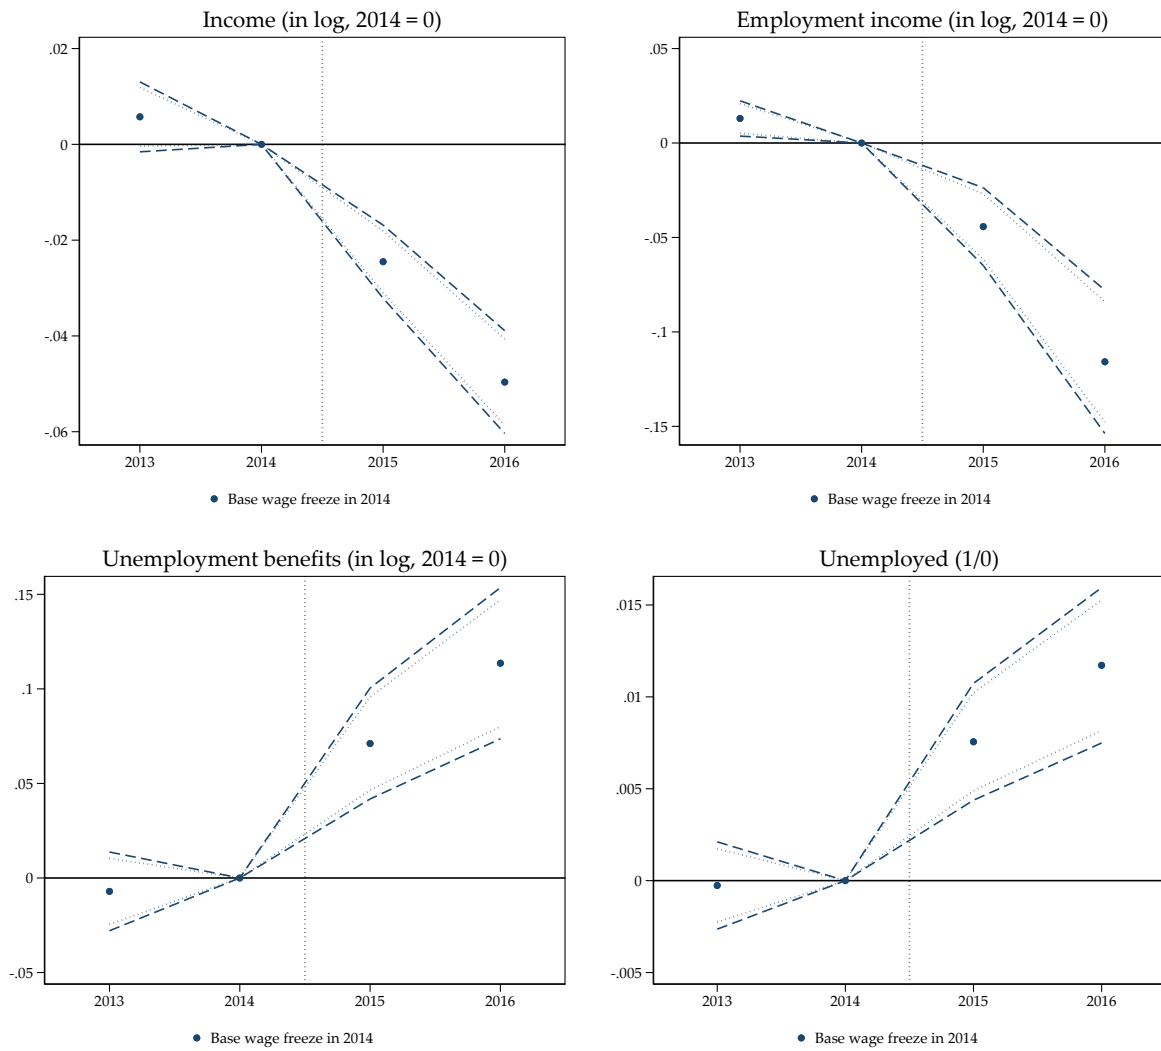 Income (in log, 2014 = 0)
.02
0
-.02
-.04
-.06
2013 2014 2015 2016
Base wage freeze in 2014
Employment income (in log, 2014 = 0)
.05
0
-.05
-.1
-.15
2013 2014 2015 2016
Base wage freeze in 2014
Unemployment benefits (in log, 2014 = 0)
.15
.1
.05
0
-.05
2013 2014 2015 2016
Base wage freeze in 2014
Unemployed (1/0)
.015
.01
.005
0
-.005
2013 2014 2015 2016
Base wage freeze in 2014